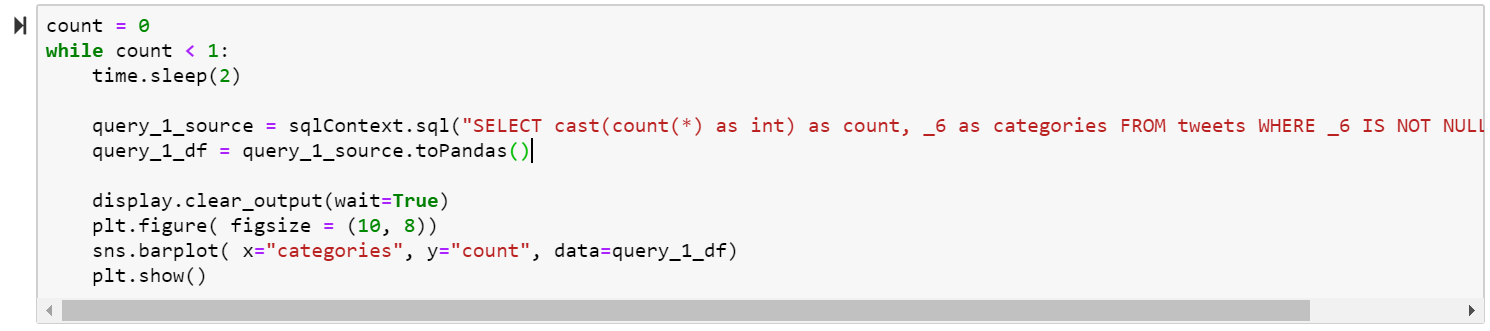 count = 0
while count < 1:
    time.sleep(2)

    query_1_source = sqlContext.sql("SELECT cast(count(*) as int) as count, _6 as categories FROM tweets WHERE _6 IS NOT NULL
    query_1_df = query_1_source.toPandas()

    display.clear_output(wait=True)
    plt.figure( figsize = (10, 8))
    sns.barplot( x="categories", y="count", data=query_1_df)
    plt.show()